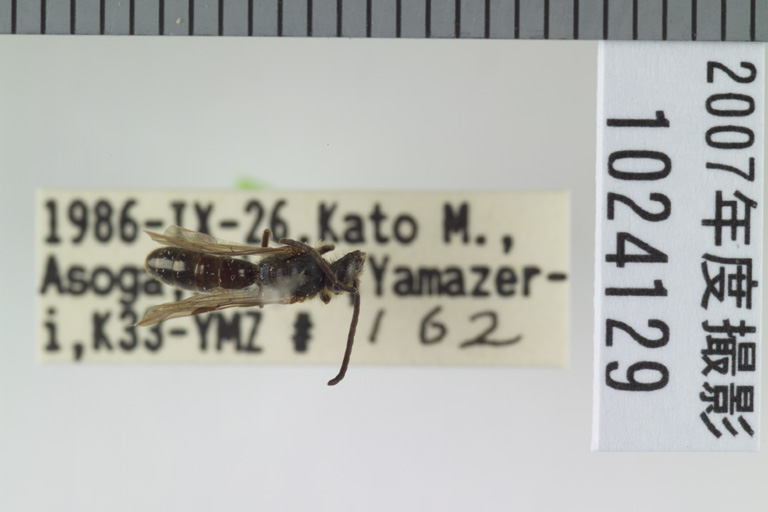 1986-IX-26,Kato M.,
Asoga, Yamazer-
i,K33-YMZ # 162
2007年度撮影
1024129